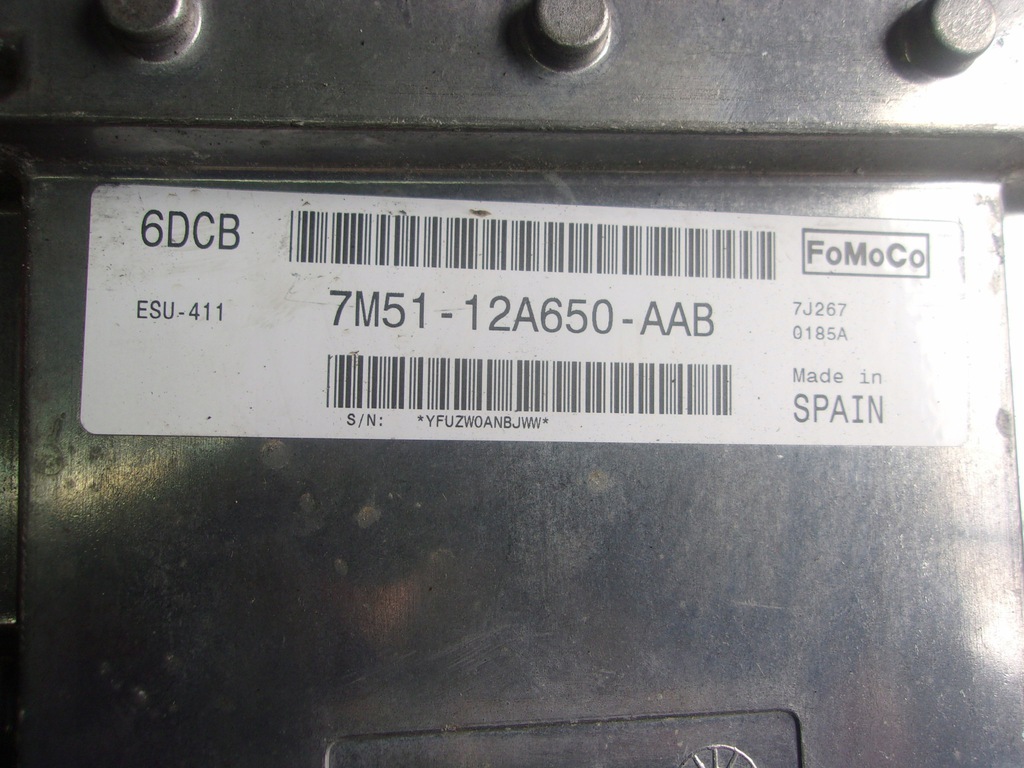 6DCB
FoMoCo
ESU-411
7M51-12A650-AAB
7J267
0185A
Made in
SPAIN
S/N: *YFUZW0ANBJWW*